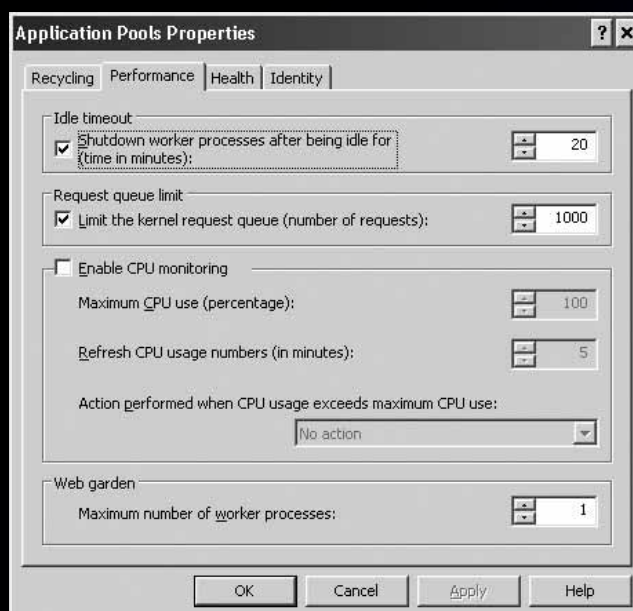 Application Pools Properties
Recycling Performance Health Identity
Idle timeout
Shutdown worker processes after being idle for
(time in minutes):
20
Request queue limit
Limit the kernel request queue (number of requests):
1000
Enable CPU monitoring
Maximum CPU use (percentage):
100
Refresh CPU usage numbers (in minutes):
5
Action performed when CPU usage exceeds maximum CPU use:
No action
Web garden
Maximum number of worker processes:
1
OK Cancel Apply Help